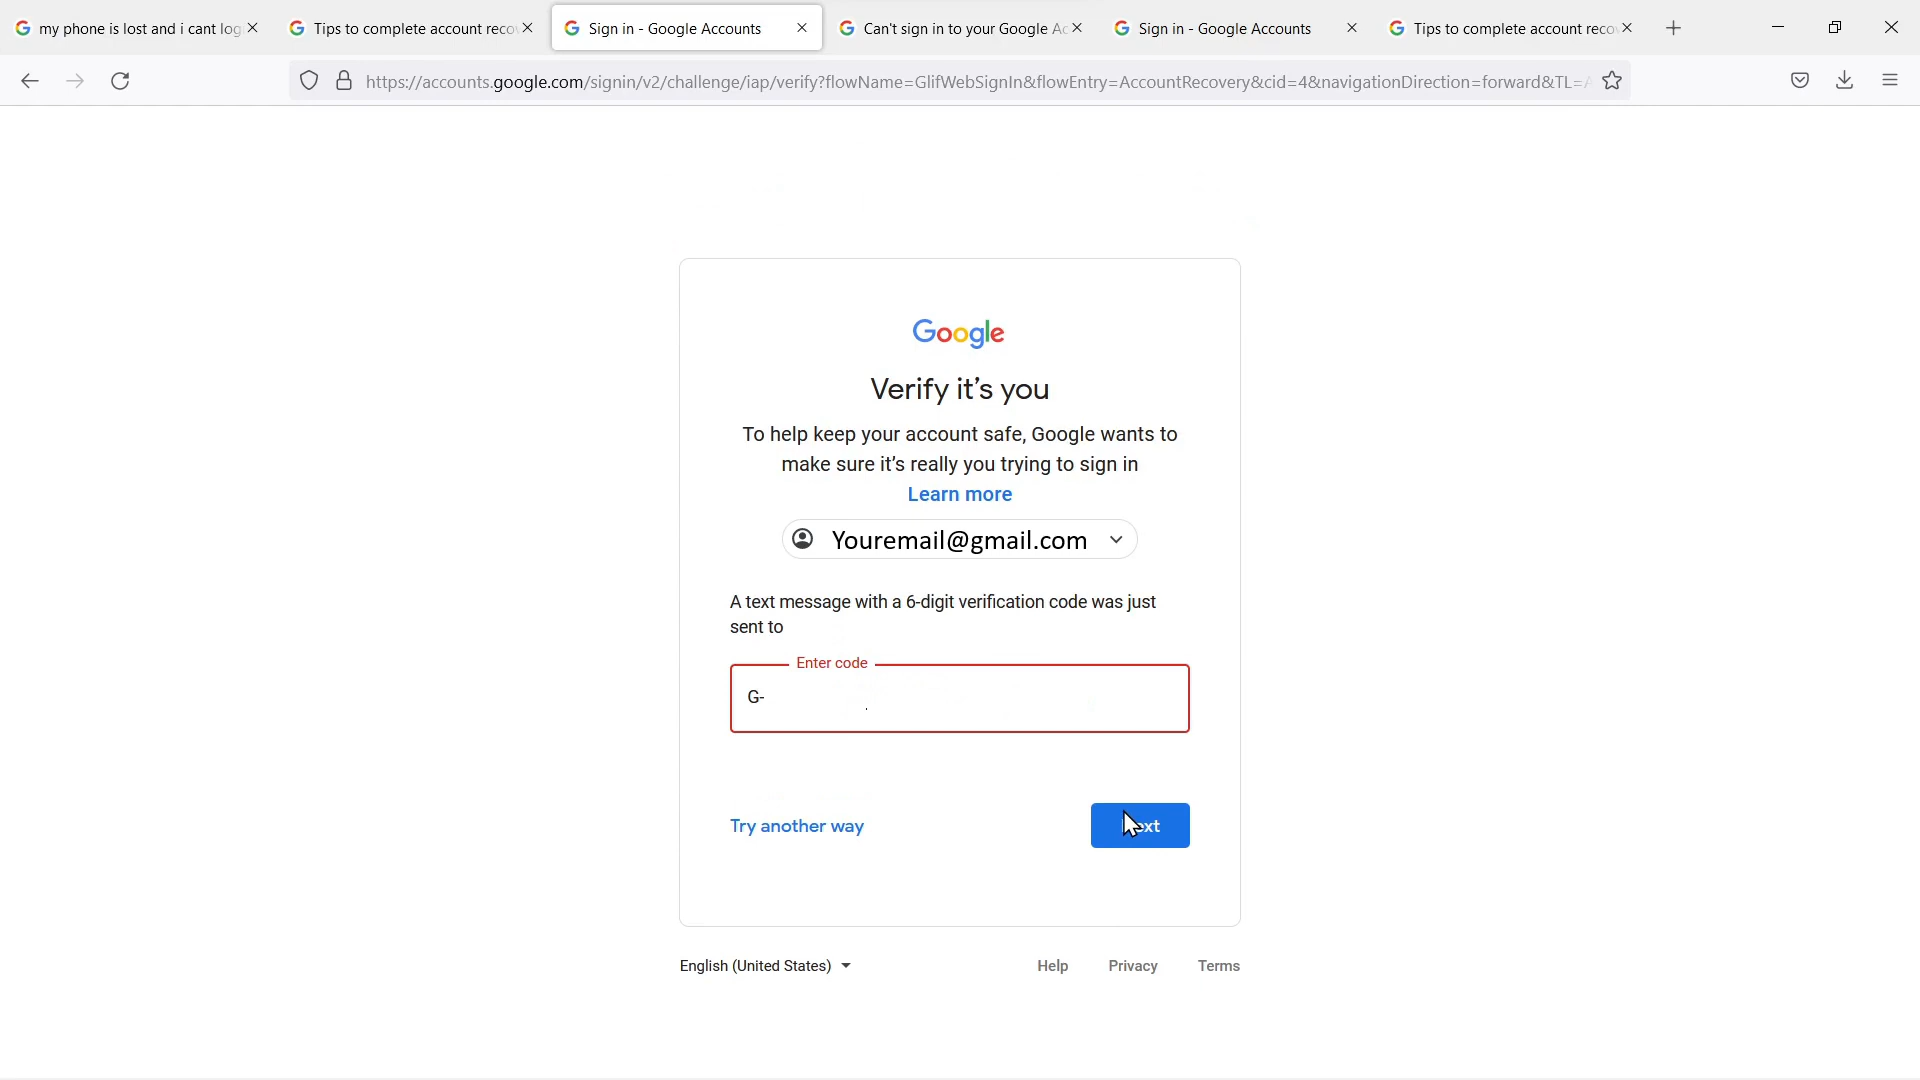 my phone is lost and i cant log
Tips to complete account reco
Sign in - Google Accounts
Can't sign in to your Google Ac
Sign in - Google Accounts
Tips to complete account reco
https://accounts.google.com/signin/v2/challenge/iap/verify?flowName=GlifWebSignIn&flowEntry=AccountRecovery&cid=4&navigationDirection=forward&TL=A
Google
Verify it's you
To help keep your account safe, Google wants to
make sure it's really you trying to sign in
Learn more
Youremail@gmail.com
A text message with a 6-digit verification code was just
sent to
Enter code
G-
Try another way
English (United States)
Help
Privacy
Terms